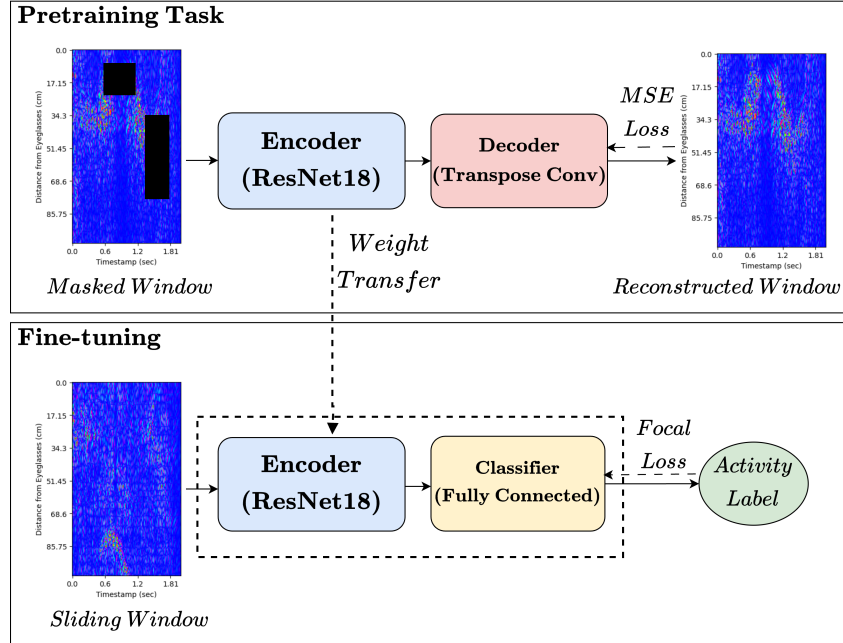 Pretraining Task
0.0
17.15
34.3
51.45
68.6
85.75
Distance from Eyeglasses (cm)
0.0 0.6 1.2 1.81
Timestamp (sec)
Masked Window
Encoder
(ResNet18)
Decoder
(Transpose Conv)
MSE
Loss
0.0
17.15
34.3
51.45
68.6
85.75
Distance from Eyeglasses (cm)
0.0 0.6 1.2 1.81
Timestamp (sec)
Reconstructed Window
Weight
Transfer
Fine-tuning
0.0
17.15
34.3
51.45
68.6
85.75
Distance from Eyeglasses (cm)
0.0 0.6 1.2 1.81
Timestamp (sec)
Sliding Window
Encoder
(ResNet18)
Classifier
(Fully Connected)
Focal
Loss
Activity
Label